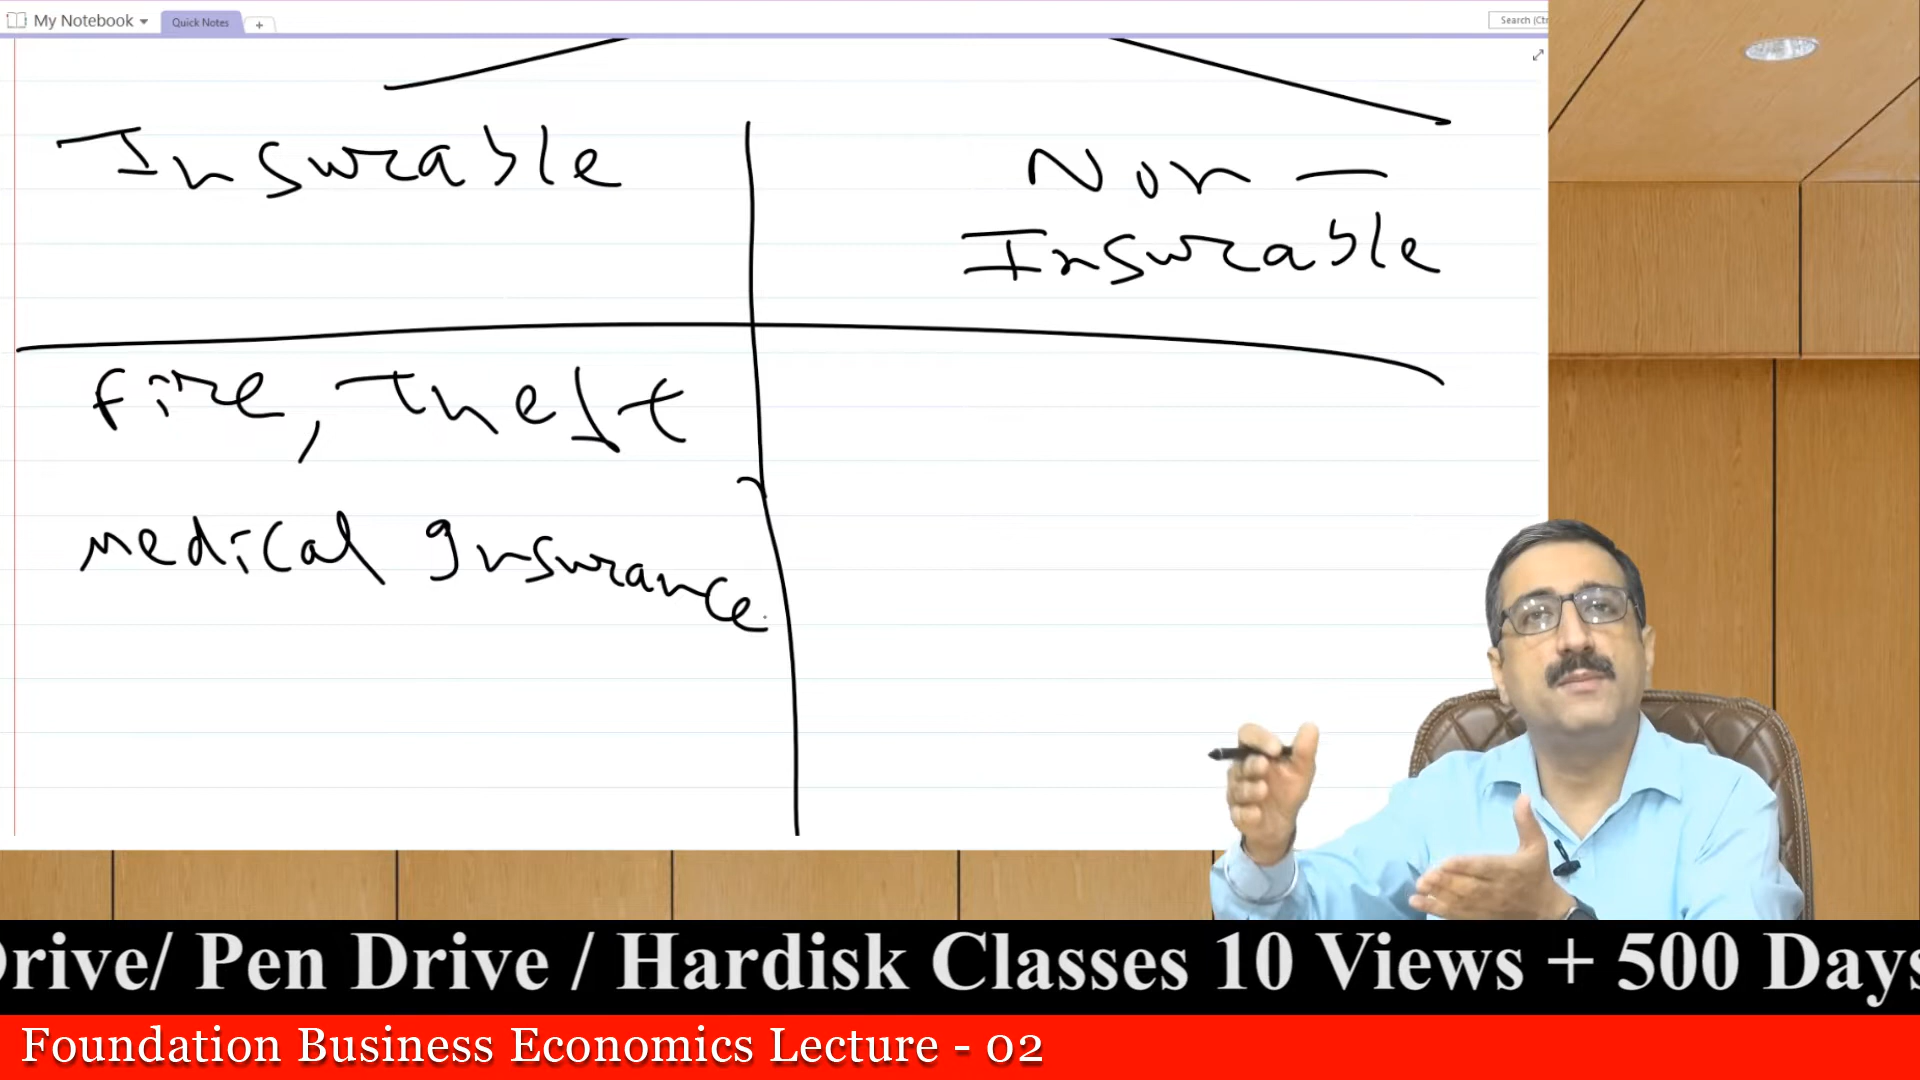 My Notebook
Quick Notes
+
Search (Ctr
Insurable
Non -
Insurable
fire, Theft
Medical Insurance
Drive/ Pen Drive / Hardisk Classes 10 Views + 500 Days
Foundation Business Economics Lecture - 02